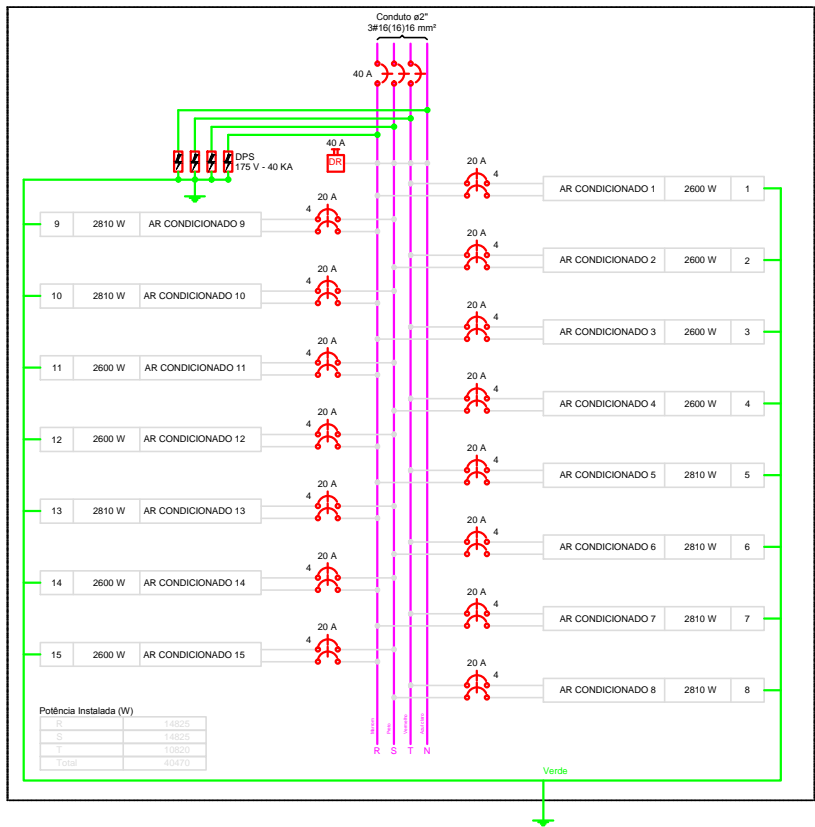 Conduto ø2"
3#16(16)16 mm²
40 A
DPS
175 V - 40 KA
40 A
DR
20 A
4
AR CONDICIONADO 1 2600 W 1
20 A
4
9 2810 W AR CONDICIONADO 9
20 A
4
AR CONDICIONADO 2 2600 W 2
20 A
4
10 2810 W AR CONDICIONADO 10
20 A
4
AR CONDICIONADO 3 2600 W 3
20 A
4
11 2600 W AR CONDICIONADO 11
20 A
4
AR CONDICIONADO 4 2600 W 4
20 A
4
12 2600 W AR CONDICIONADO 12
20 A
4
AR CONDICIONADO 5 2810 W 5
20 A
4
13 2810 W AR CONDICIONADO 13
20 A
4
AR CONDICIONADO 6 2810 W 6
20 A
4
14 2600 W AR CONDICIONADO 14
20 A
4
AR CONDICIONADO 7 2810 W 7
20 A
4
15 2600 W AR CONDICIONADO 15
20 A
4
AR CONDICIONADO 8 2810 W 8
Potência Instalada (W)
R 14825
S 14825
T 10820
Total 40470
R S T N
Verde